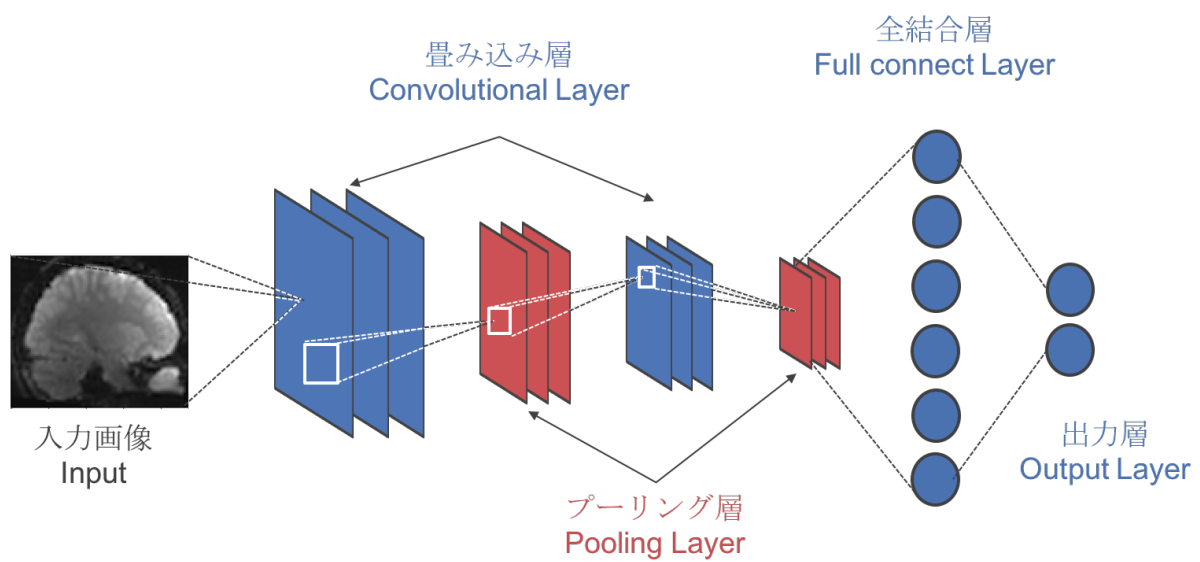 畳み込み層
Convolutional Layer
全結合層
Full connect Layer
入力画像
Input
プーリング層
Pooling Layer
出力層
Output Layer